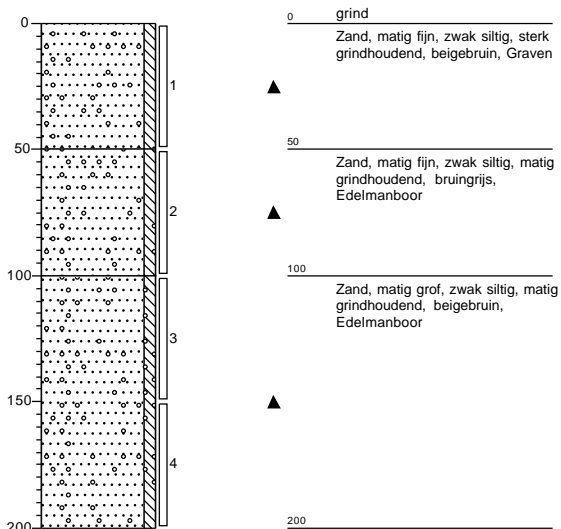 0
50
100
150
200
1
2
3
4
0
grind
Zand, matig fijn, zwak siltig, sterk
grindhoudend, beigebruin, Graven
50
Zand, matig fijn, zwak siltig, matig
grindhoudend, bruingrijs,
Edelmanboor
100
Zand, matig grof, zwak siltig, matig
grindhoudend, beigebruin,
Edelmanboor
200